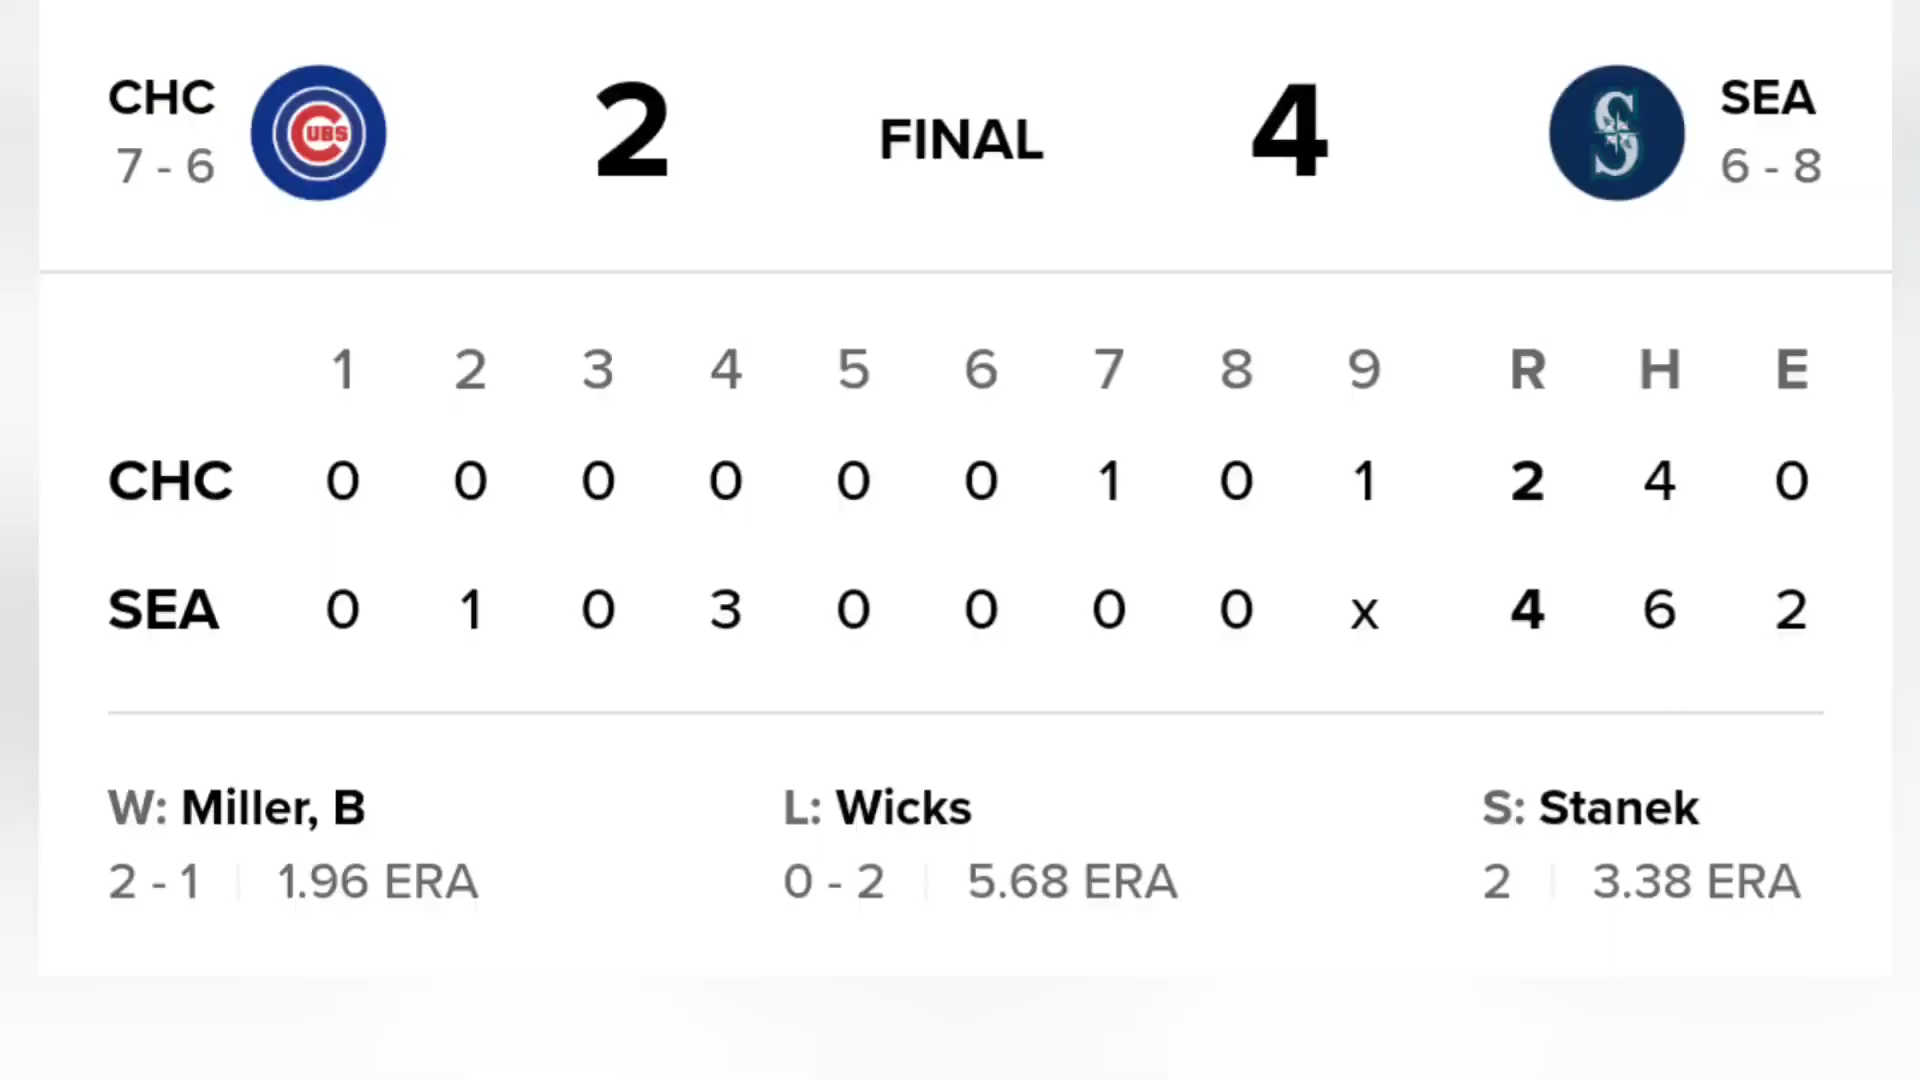 CHC 2 FINAL 4 SEA
7 - 6 CUBS S 6 - 8
1 2 3 4 5 6 7 8 9 R H E
CHC 0 0 0 0 0 0 1 0 1 2 4 0
SEA 0 1 0 3 0 0 0 0 x 4 6 2
W: Miller, B L: Wicks S: Stanek
2 - 1 1.96 ERA 0 - 2 5.68 ERA 2 3.38 ERA